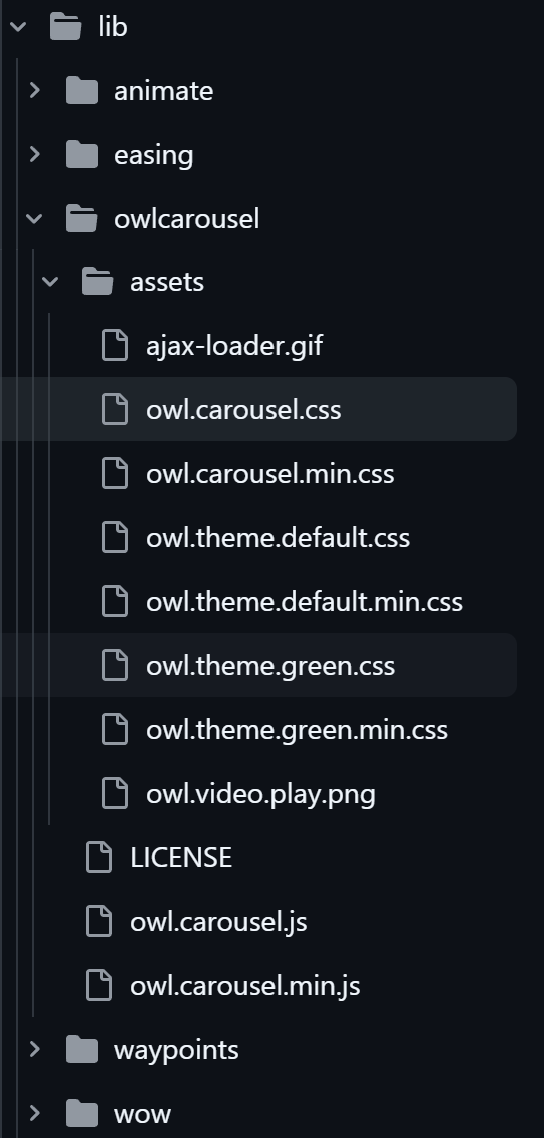 lib
animate
easing
owlcarousel
assets
ajax-loader.gif
owl.carousel.css
owl.carousel.min.css
owl.theme.default.css
owl.theme.default.min.css
owl.theme.green.css
owl.theme.green.min.css
owl.video.play.png
LICENSE
owl.carousel.js
owl.carousel.min.js
waypoints
wow